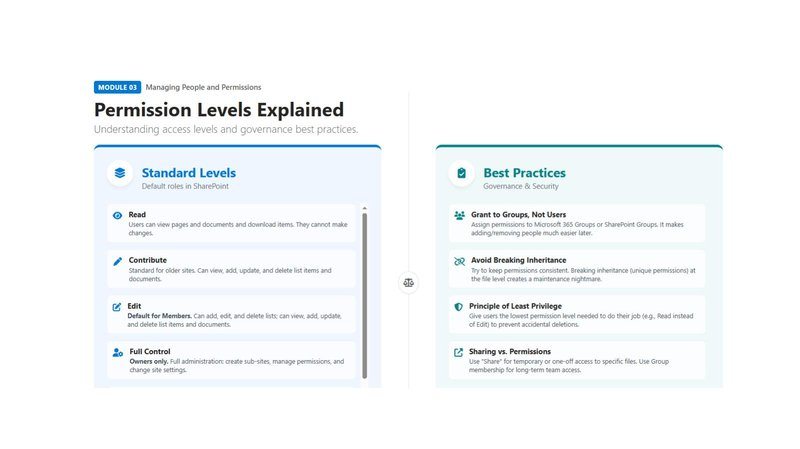 MODULE 03 Managing People and Permissions
Permission Levels Explained
Understanding access levels and governance best practices.
Standard Levels
Default roles in SharePoint
Read
Users can view pages and documents and download items. They cannot make
changes.
Contribute
Standard for older sites. Can view, add, update, and delete list items and
documents.
Edit
Default for Members. Can add, edit, and delete lists; can view, add, update,
and delete list items and documents.
Full Control
Owners only. Full administration: create sub-sites, manage permissions, and
change site settings.
Best Practices
Governance & Security
Grant to Groups, Not Users
Assign permissions to Microsoft 365 Groups or SharePoint Groups. It makes
adding/removing people much easier later.
Avoid Breaking Inheritance
Try to keep permissions consistent. Breaking inheritance (unique permissions) at
the file level creates a maintenance nightmare.
Principle of Least Privilege
Give users the lowest permission level needed to do their job (e.g., Read instead
of Edit) to prevent accidental deletions.
Sharing vs. Permissions
Use "Share" for temporary or one-off access to specific files. Use Group
membership for long-term team access.